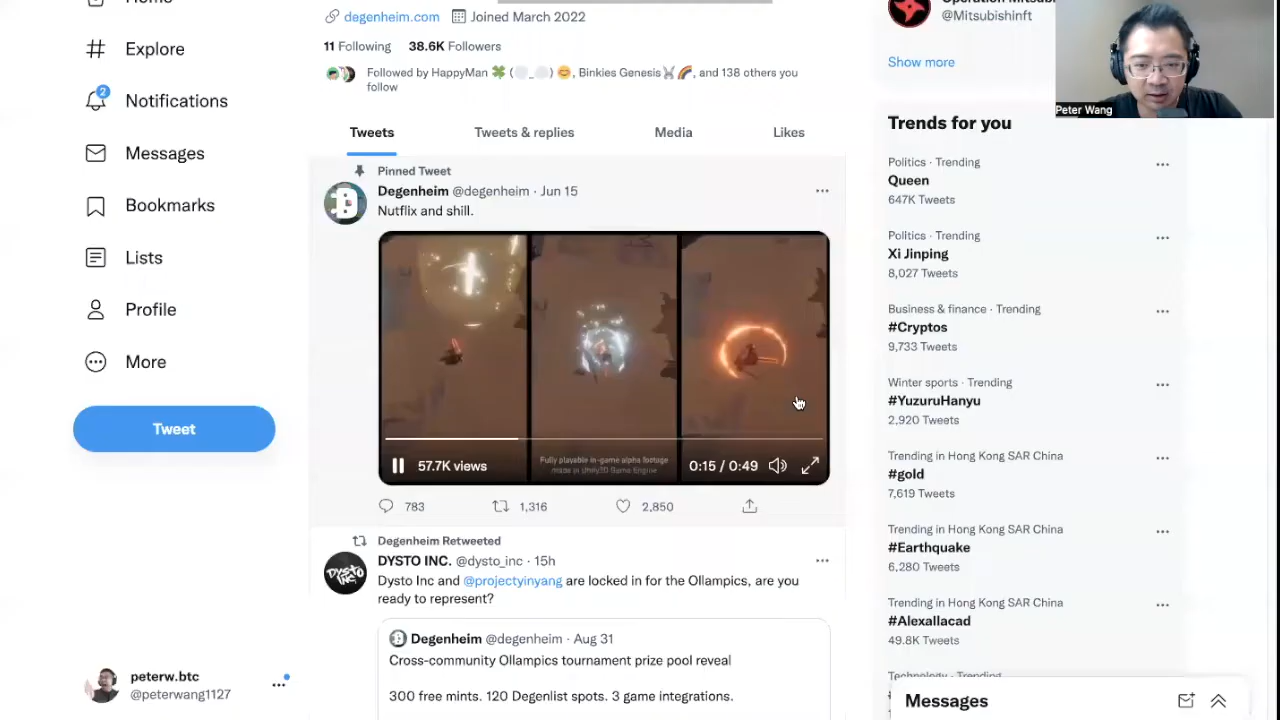 Explore
2
Notifications
Messages
Bookmarks
Lists
Profile
More
Tweet
peterw.btc
@peterwang1127
degenheim.com
Joined March 2022
11 Following
38.6K Followers
Followed by HappyMan 🍀 (⚪_⚪) 😊, Binkies Genesis🐰🌈, and 138 others you
follow
Tweets
Tweets & replies
Media
Likes
Pinned Tweet
Degenheim @degenheim · Jun 15
Nutflix and shill.
57.7K views
Fully playable in-game alpha footage
made in Unity3D Game Engine
0:15 / 0:49
783
1,316
2,850
Degenheim Retweeted
DYSTO INC. @dysto_inc · 15h
DYSTO
INC
Dysto Inc and @projectyinyang are locked in for the Ollampics, are you
ready to represent?
Degenheim @degenheim · Aug 31
Cross-community Ollampics tournament prize pool reveal
300 free mints. 120 Degenlist spots. 3 game integrations.
@Mitsubishinft
Show more
Peter Wang
Trends for you
Politics · Trending
Queen
647K Tweets
Politics · Trending
Xi Jinping
8,027 Tweets
Business & finance · Trending
#Cryptos
9,733 Tweets
Winter sports · Trending
#YuzuruHanyu
2,920 Tweets
Trending in Hong Kong SAR China
#gold
7,619 Tweets
Trending in Hong Kong SAR China
#Earthquake
6,280 Tweets
Trending in Hong Kong SAR China
#Alexallacad
49.8K Tweets
Technology · Trending
Messages